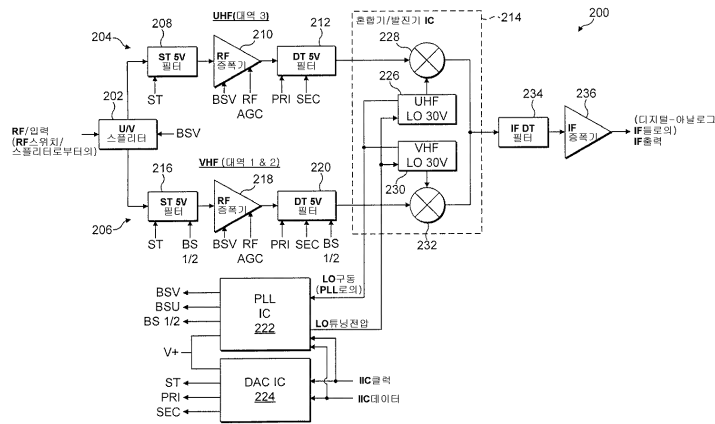 UHF(대역 3)
혼합기/발진기 IC
214
200
204
208
210
212
228
ST 5V
필터
RF
증폭기
DT 5V
필터
ST
BSV
RF
AGC
PRI
SEC
226
UHF
LO 30V
202
U/V
스플리터
BSV
RF/입력
(RF스위치/
스플리터로부터의)
234
IF DT
필터
236
IF
증폭기
(디지털-아날로그
IF들로의)
IF출력
VHF
LO 30V
230
VHF (대역 1 & 2)
216
218
220
ST 5V
필터
RF
증폭기
DT 5V
필터
232
206
ST
BS
1/2
BSV
RF
AGC
PRI
SEC
BS
1/2
LO구동
(PLL로의)
BSV
BSU
BS 1/2
PLL
IC
222
LO튜닝전압
V+
ST
PRI
SEC
DAC IC
224
IIC클럭
IIC데이터